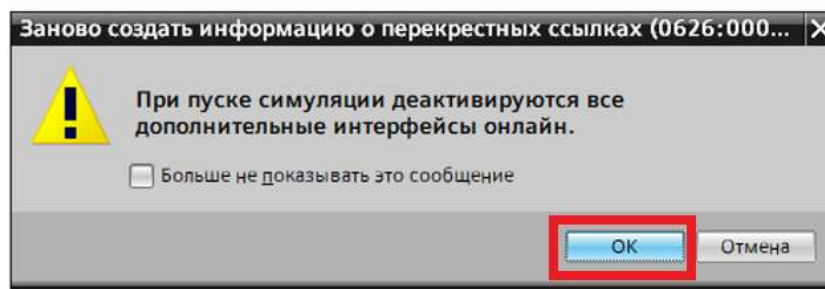 Заново создать информацию о перекрестных ссылках (0626:000...
При пуске симуляции деактивируются все
дополнительные интерфейсы онлайн.
Больше не показывать это сообщение
OK
Отмена